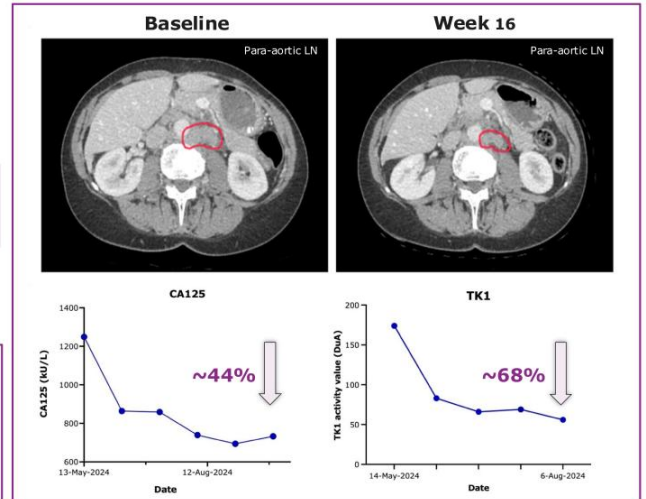 Baseline
Week 16
Para-aortic LN
Para-aortic LN
CA125
1400
1200
1000
800
600
CA125 (kU/L)
~44%
13-May-2024
12-Aug-2024
Date
TK1
200
150
100
50
0
TK1 activity value (DuA)
~68%
14-May-2024
6-Aug-2024
Date